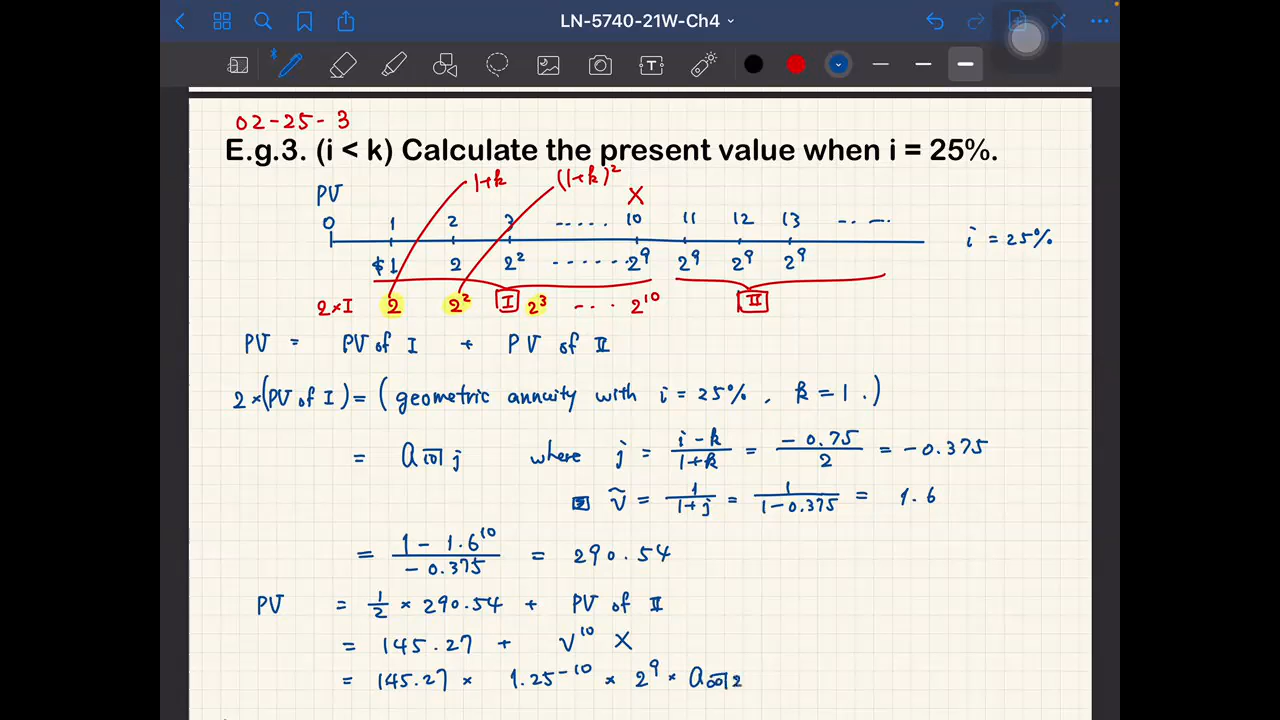 LN-5740-21W-Ch4
02-25-3
E.g.3. (i < k) Calculate the present value when i = 25%.
PV 1+k (1+k)² X
0 1 2 3 ..... 10 11 12 13 .. ..
i = 25%
$1 2 2² ...... 2⁹ 2⁹ 2⁹ 2⁹
2×I 2 2² I 2³ .... 2¹⁰ II
PV = PV of I + PV of II
2×(PV of I) = (geometric annuity with i = 25%, k = 1.)
= a10̅|j where j = (i-k)/(1+k) = -0.75/2 = -0.375
ṽ = 1/(1+j) = 1/(1-0.375) = 1.6
= (1 - 1.6¹⁰)/(-0.375) = 290.54
PV = 1/2 × 290.54 + PV of II
= 145.27 + v¹⁰ X
= 145.27 × 1.25⁻¹⁰ × 2⁹ × a∞̅|i